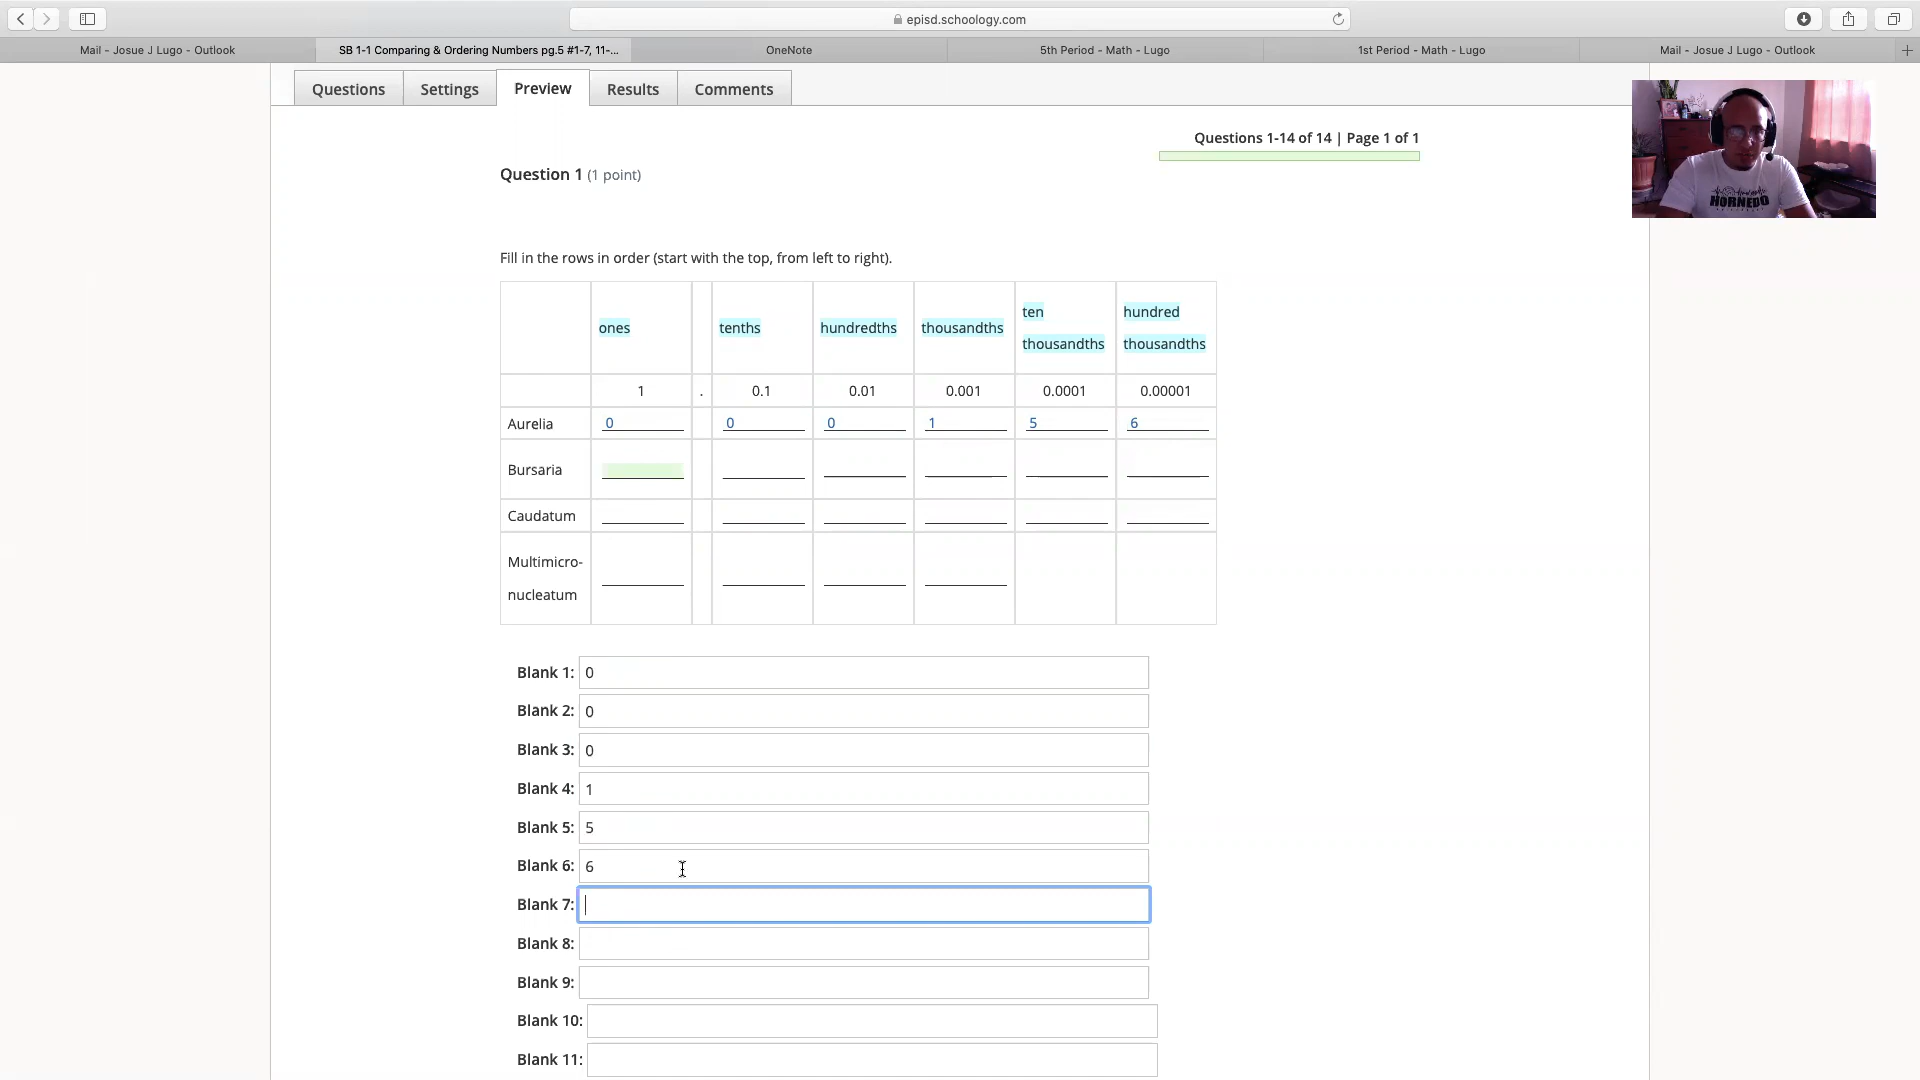 episd.schoology.com
Mail - Josue J Lugo - Outlook
SB 1-1 Comparing & Ordering Numbers pg.5 #1-7, 11-...
OneNote
5th Period - Math - Lugo
1st Period - Math - Lugo
Mail - Josue J Lugo - Outlook
Questions
Settings
Preview
Results
Comments
Questions 1-14 of 14 | Page 1 of 1
Question 1 (1 point)
HORNEDO
Fill in the rows in order (start with the top, from left to right).
ones tenths hundredths thousandths ten thousandths hundred thousandths
1 . 0.1 0.01 0.001 0.0001 0.00001
Aurelia 0 0 0 1 5 6
Bursaria
Caudatum
Multimicro-
nucleatum
Blank 1: 0
Blank 2: 0
Blank 3: 0
Blank 4: 1
Blank 5: 5
Blank 6: 6
Blank 7:
Blank 8:
Blank 9:
Blank 10:
Blank 11: